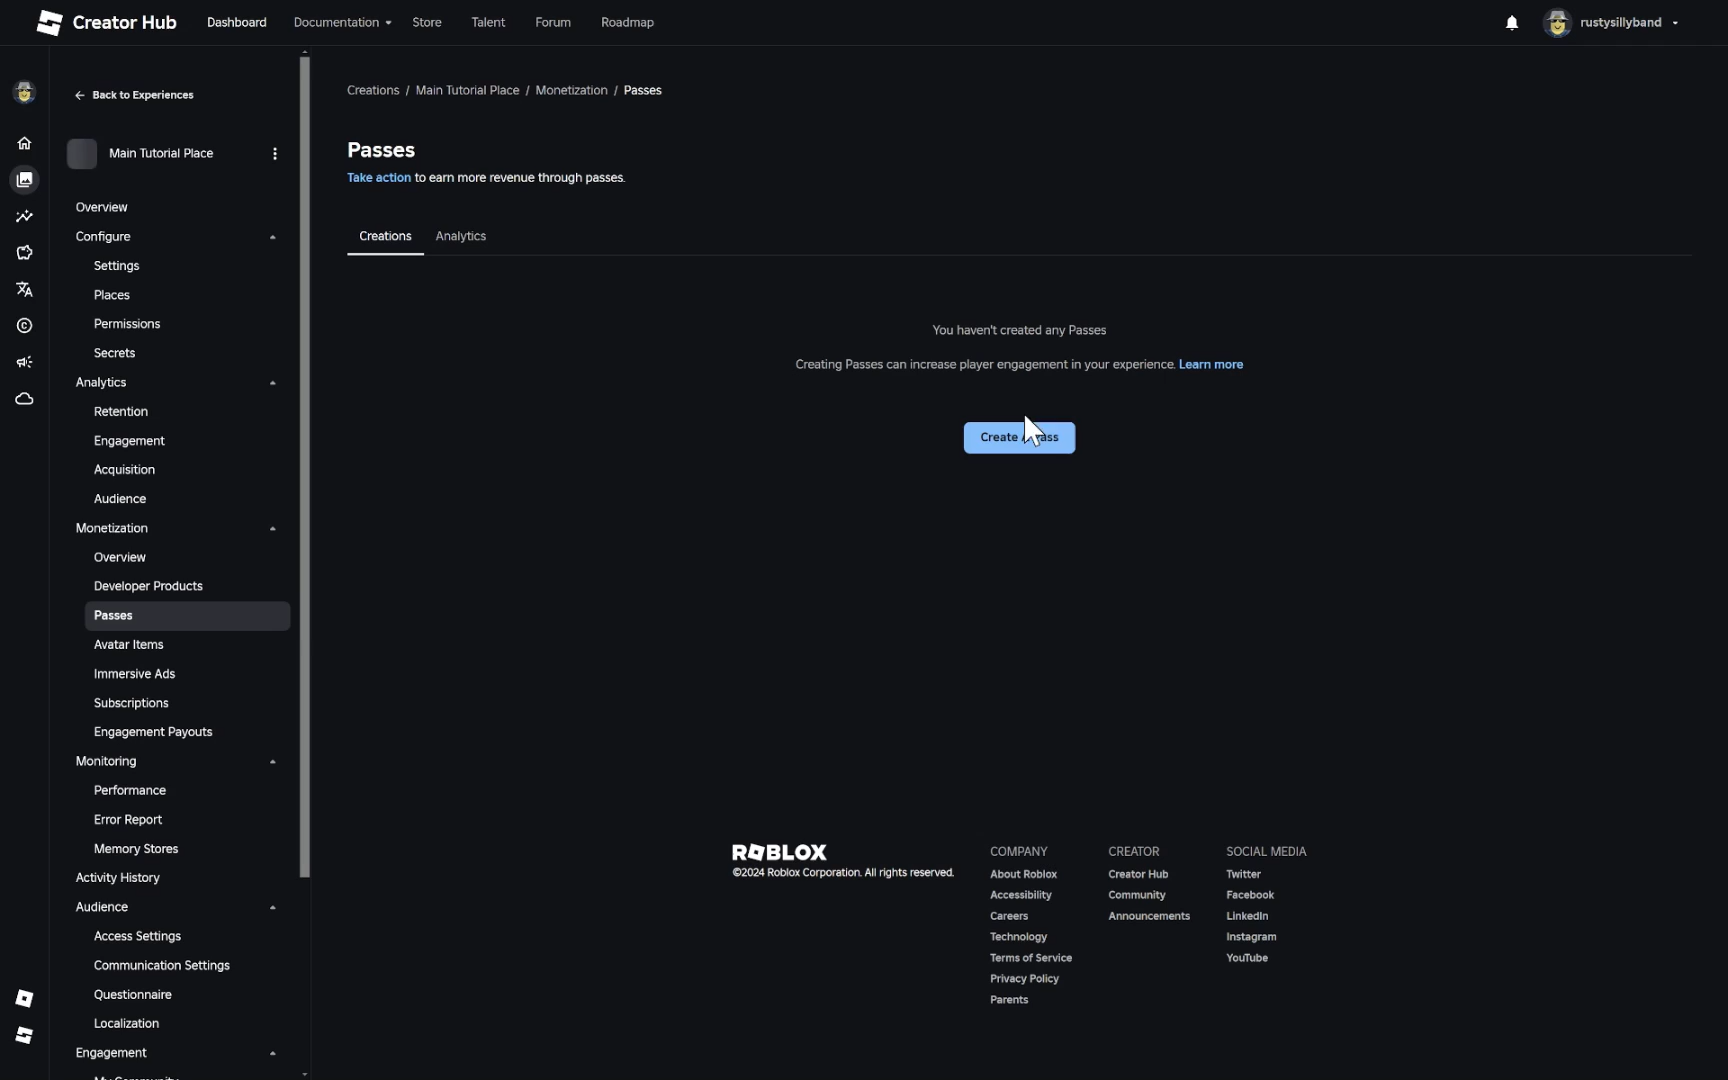 Creator Hub
Dashboard
Documentation
Store
Talent
Forum
Roadmap
rustysillyband
Back to Experiences
Main Tutorial Place
Overview
Configure
Settings
Places
Permissions
Secrets
Analytics
Retention
Engagement
Acquisition
Audience
Monetization
Overview
Developer Products
Passes
Avatar Items
Immersive Ads
Subscriptions
Engagement Payouts
Monitoring
Performance
Error Report
Memory Stores
Activity History
Audience
Access Settings
Communication Settings
Questionnaire
Localization
Engagement
Creations / Main Tutorial Place / Monetization / Passes
Passes
Take action to earn more revenue through passes.
Creations
Analytics
You haven't created any Passes
Creating Passes can increase player engagement in your experience. Learn more
Create
ROBLOX
©2024 Roblox Corporation. All rights reserved.
COMPANY
About Roblox
Accessibility
Careers
Technology
Terms of Service
Privacy Policy
Parents
CREATOR
Creator Hub
Community
Announcements
SOCIAL MEDIA
Twitter
Facebook
LinkedIn
Instagram
YouTube